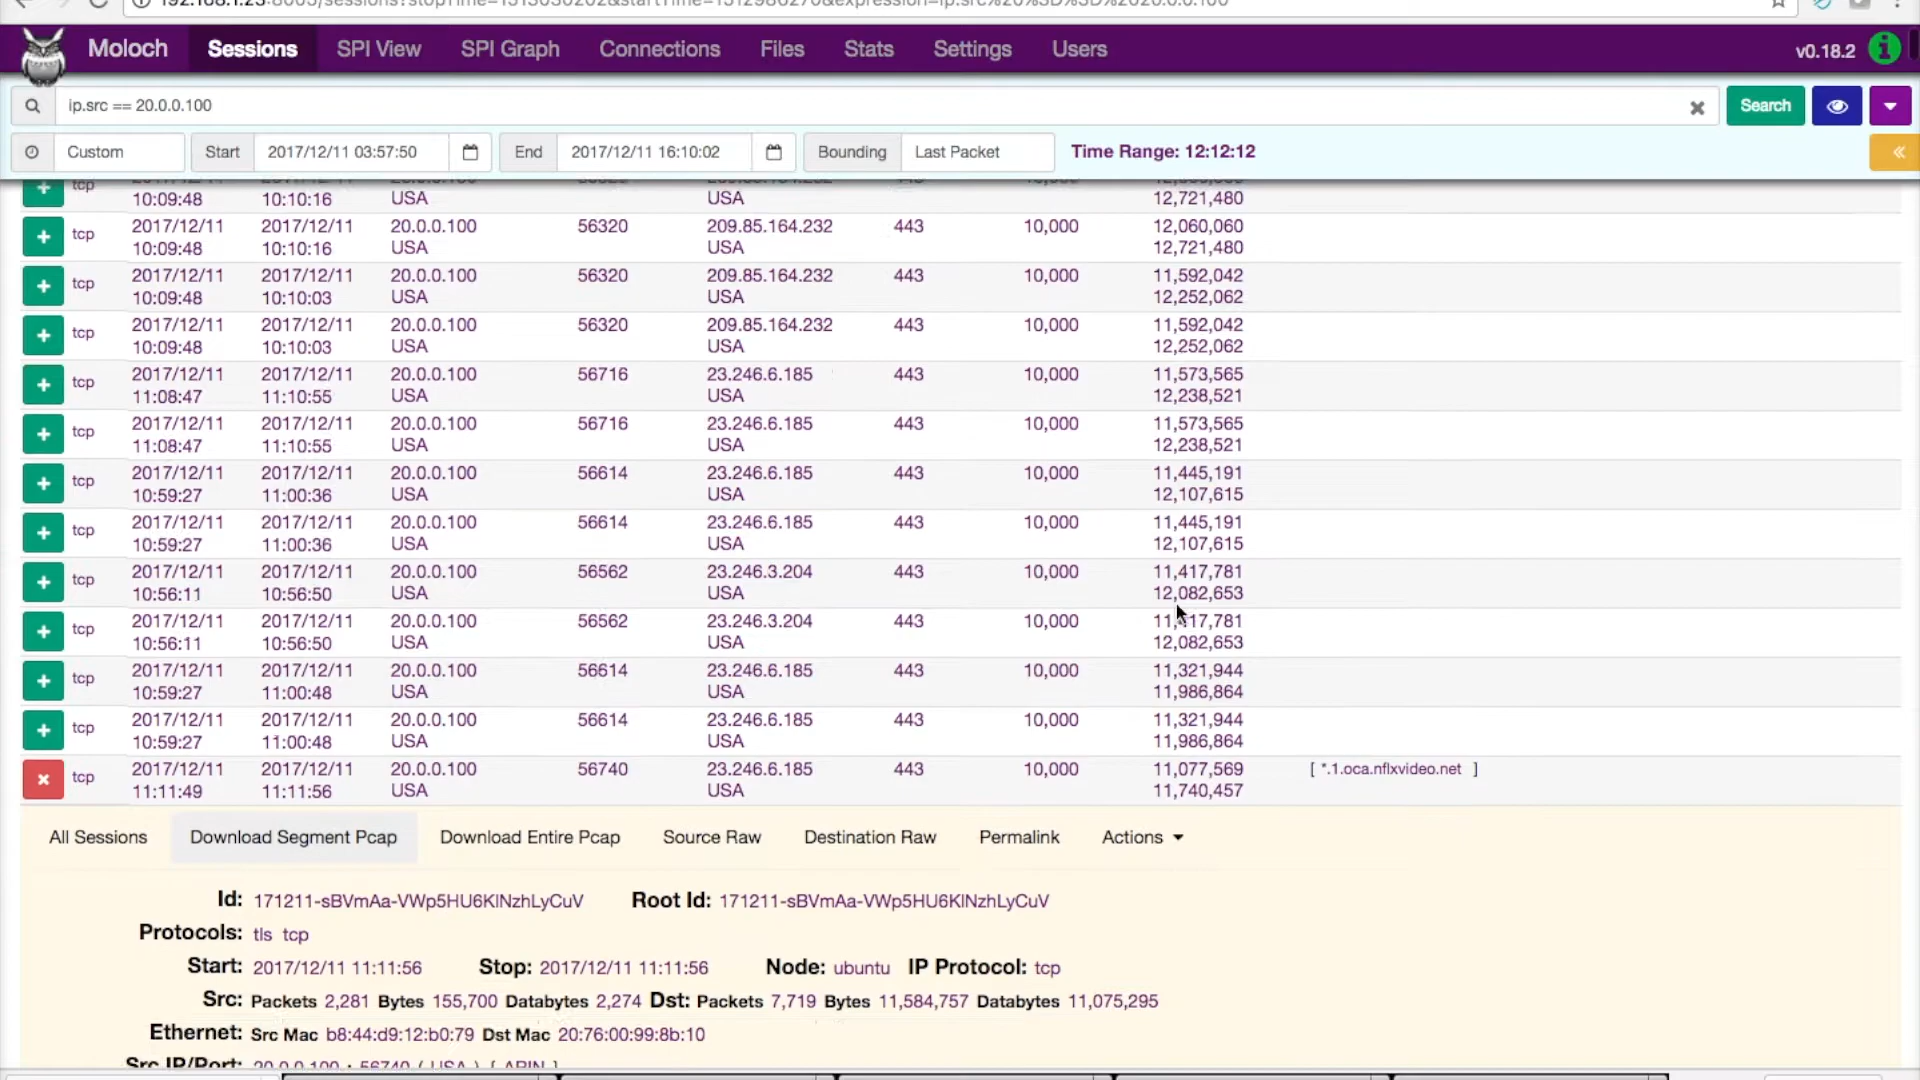 Moloch Sessions SPI View SPI Graph Connections Files Stats Settings Users v0.18.2
ip.src == 20.0.0.100 Search
Custom Start 2017/12/11 03:57:50 End 2017/12/11 16:10:02 Bounding Last Packet Time Range: 12:12:12
tcp
10:09:48 10:10:16 USA USA 12,721,480
tcp 2017/12/11 2017/12/11 20.0.0.100 56320 209.85.164.232 443 10,000 12,060,060
10:09:48 10:10:16 USA USA 12,721,480
tcp 2017/12/11 2017/12/11 20.0.0.100 56320 209.85.164.232 443 10,000 11,592,042
10:09:48 10:10:03 USA USA 12,252,062
tcp 2017/12/11 2017/12/11 20.0.0.100 56320 209.85.164.232 443 10,000 11,592,042
10:09:48 10:10:03 USA USA 12,252,062
tcp 2017/12/11 2017/12/11 20.0.0.100 56716 23.246.6.185 443 10,000 11,573,565
11:08:47 11:10:55 USA USA 12,238,521
tcp 2017/12/11 2017/12/11 20.0.0.100 56716 23.246.6.185 443 10,000 11,573,565
11:08:47 11:10:55 USA USA 12,238,521
tcp 2017/12/11 2017/12/11 20.0.0.100 56614 23.246.6.185 443 10,000 11,445,191
10:59:27 11:00:36 USA USA 12,107,615
tcp 2017/12/11 2017/12/11 20.0.0.100 56614 23.246.6.185 443 10,000 11,445,191
10:59:27 11:00:36 USA USA 12,107,615
tcp 2017/12/11 2017/12/11 20.0.0.100 56562 23.246.3.204 443 10,000 11,417,781
10:56:11 10:56:50 USA USA 12,082,653
tcp 2017/12/11 2017/12/11 20.0.0.100 56562 23.246.3.204 443 10,000 11,417,781
10:56:11 10:56:50 USA USA 12,082,653
tcp 2017/12/11 2017/12/11 20.0.0.100 56614 23.246.6.185 443 10,000 11,321,944
10:59:27 11:00:48 USA USA 11,986,864
tcp 2017/12/11 2017/12/11 20.0.0.100 56614 23.246.6.185 443 10,000 11,321,944
10:59:27 11:00:48 USA USA 11,986,864
tcp 2017/12/11 2017/12/11 20.0.0.100 56740 23.246.6.185 443 10,000 11,077,569 [ *.1.oca.nflxvideo.net ]
11:11:49 11:11:56 USA USA 11,740,457
All Sessions Download Segment Pcap Download Entire Pcap Source Raw Destination Raw Permalink Actions
Id: 171211-sBVmAa-VWp5HU6KlNzhLyCuV Root Id: 171211-sBVmAa-VWp5HU6KlNzhLyCuV
Protocols: tls tcp
Start: 2017/12/11 11:11:56 Stop: 2017/12/11 11:11:56 Node: ubuntu IP Protocol: tcp
Src: Packets 2,281 Bytes 155,700 Databytes 2,274 Dst: Packets 7,719 Bytes 11,584,757 Databytes 11,075,295
Ethernet: Src Mac b8:44:d9:12:b0:79 Dst Mac 20:76:00:99:8b:10
Src IP/Port: 20.0.0.100 : 56740 ( USA ) [ ARIN ]